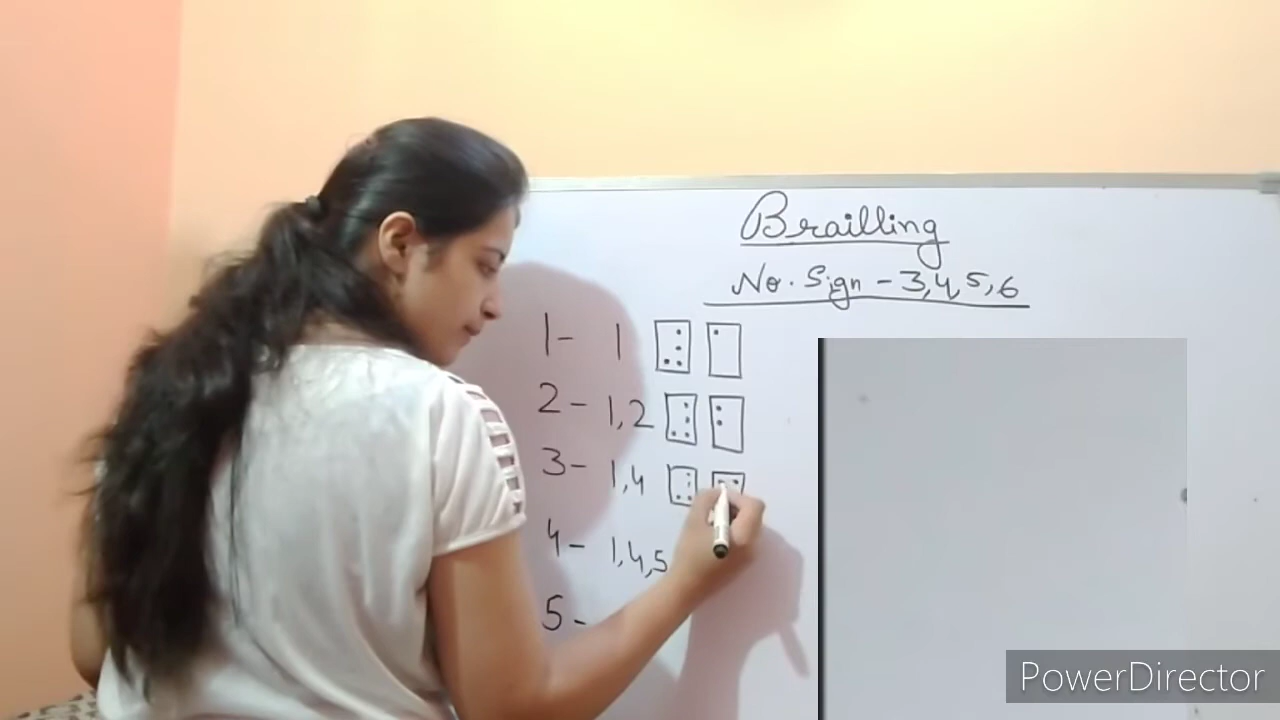 Brailling
No. Sign - 3,4,5,6
1- 1
2- 1,2
3- 1,4
4- 1,4,5
5-
PowerDirector